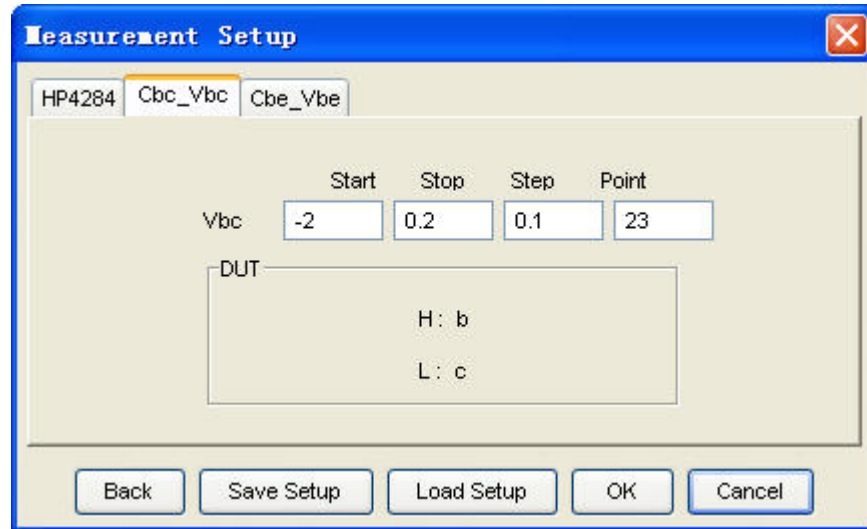 Measurement Setup
HP4284 Cbc_Vbc Cbe_Vbe
Start Stop Step Point
Vbc -2 0.2 0.1 23
DUT
H: b
L: c
Back Save Setup Load Setup OK Cancel